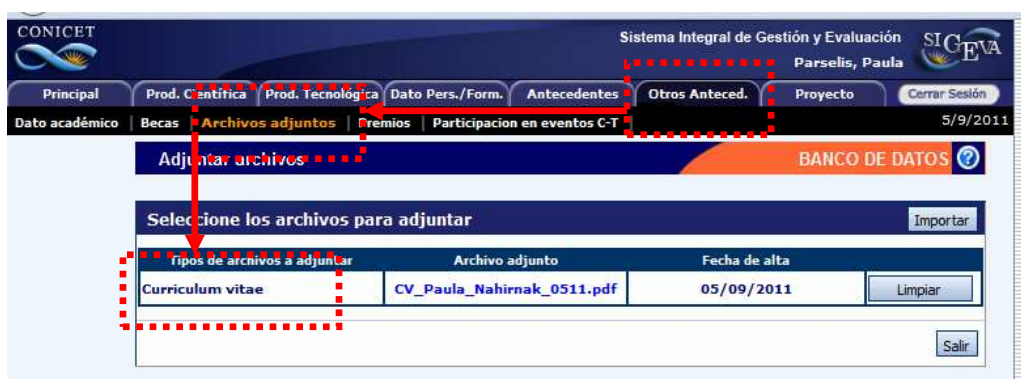 CONICET
Sistema Integral de Gestión y Evaluación
SIGEVA
Parselis, Paula
Principal Prod. Científica Prod. Tecnológica Dato Pers./Form. Antecedentes Otros Anteced. Proyecto Cerrar Sesión
Dato académico Becas Archivos adjuntos Premios Participacion en eventos C-T 5/9/2011
Adjuntar archivos BANCO DE DATOS ?
Seleccione los archivos para adjuntar Importar
Tipos de archivos a adjuntar Archivo adjunto Fecha de alta
Curriculum vitae CV_Paula_Nahirnak_0511.pdf 05/09/2011 Limpiar
Salir